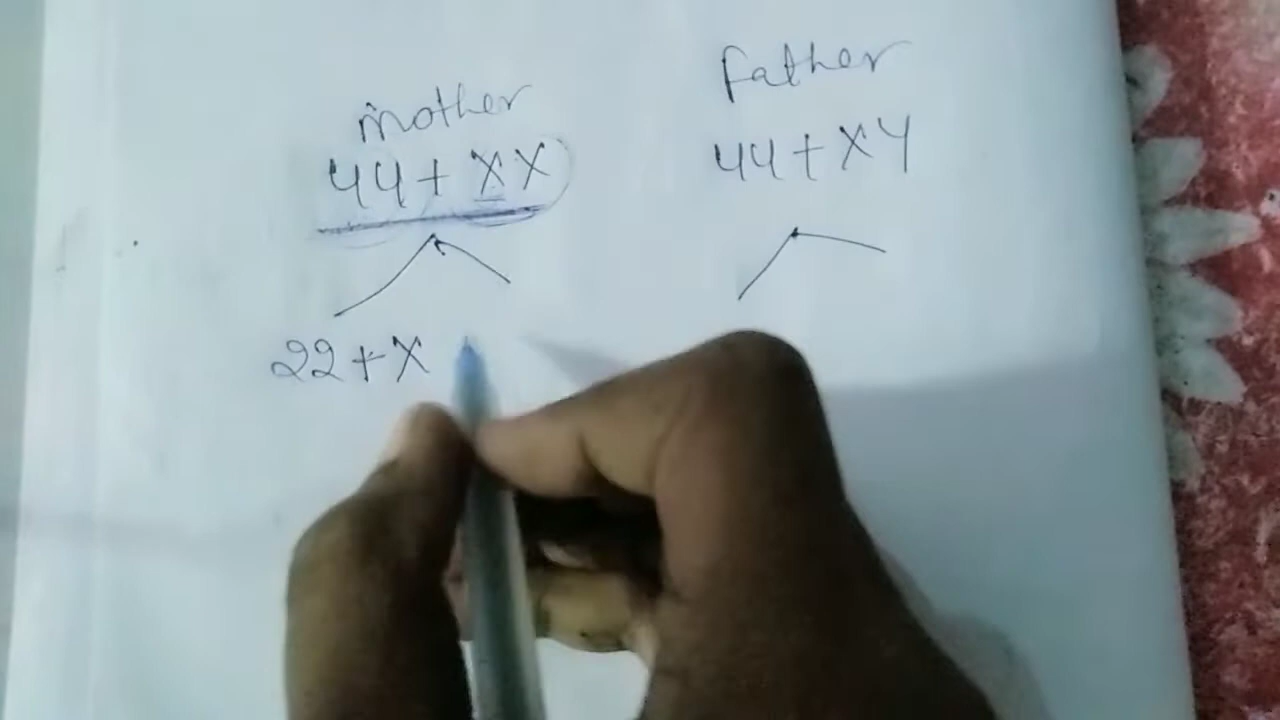 mother
44 + XX
Father
44 + XY
22 + X